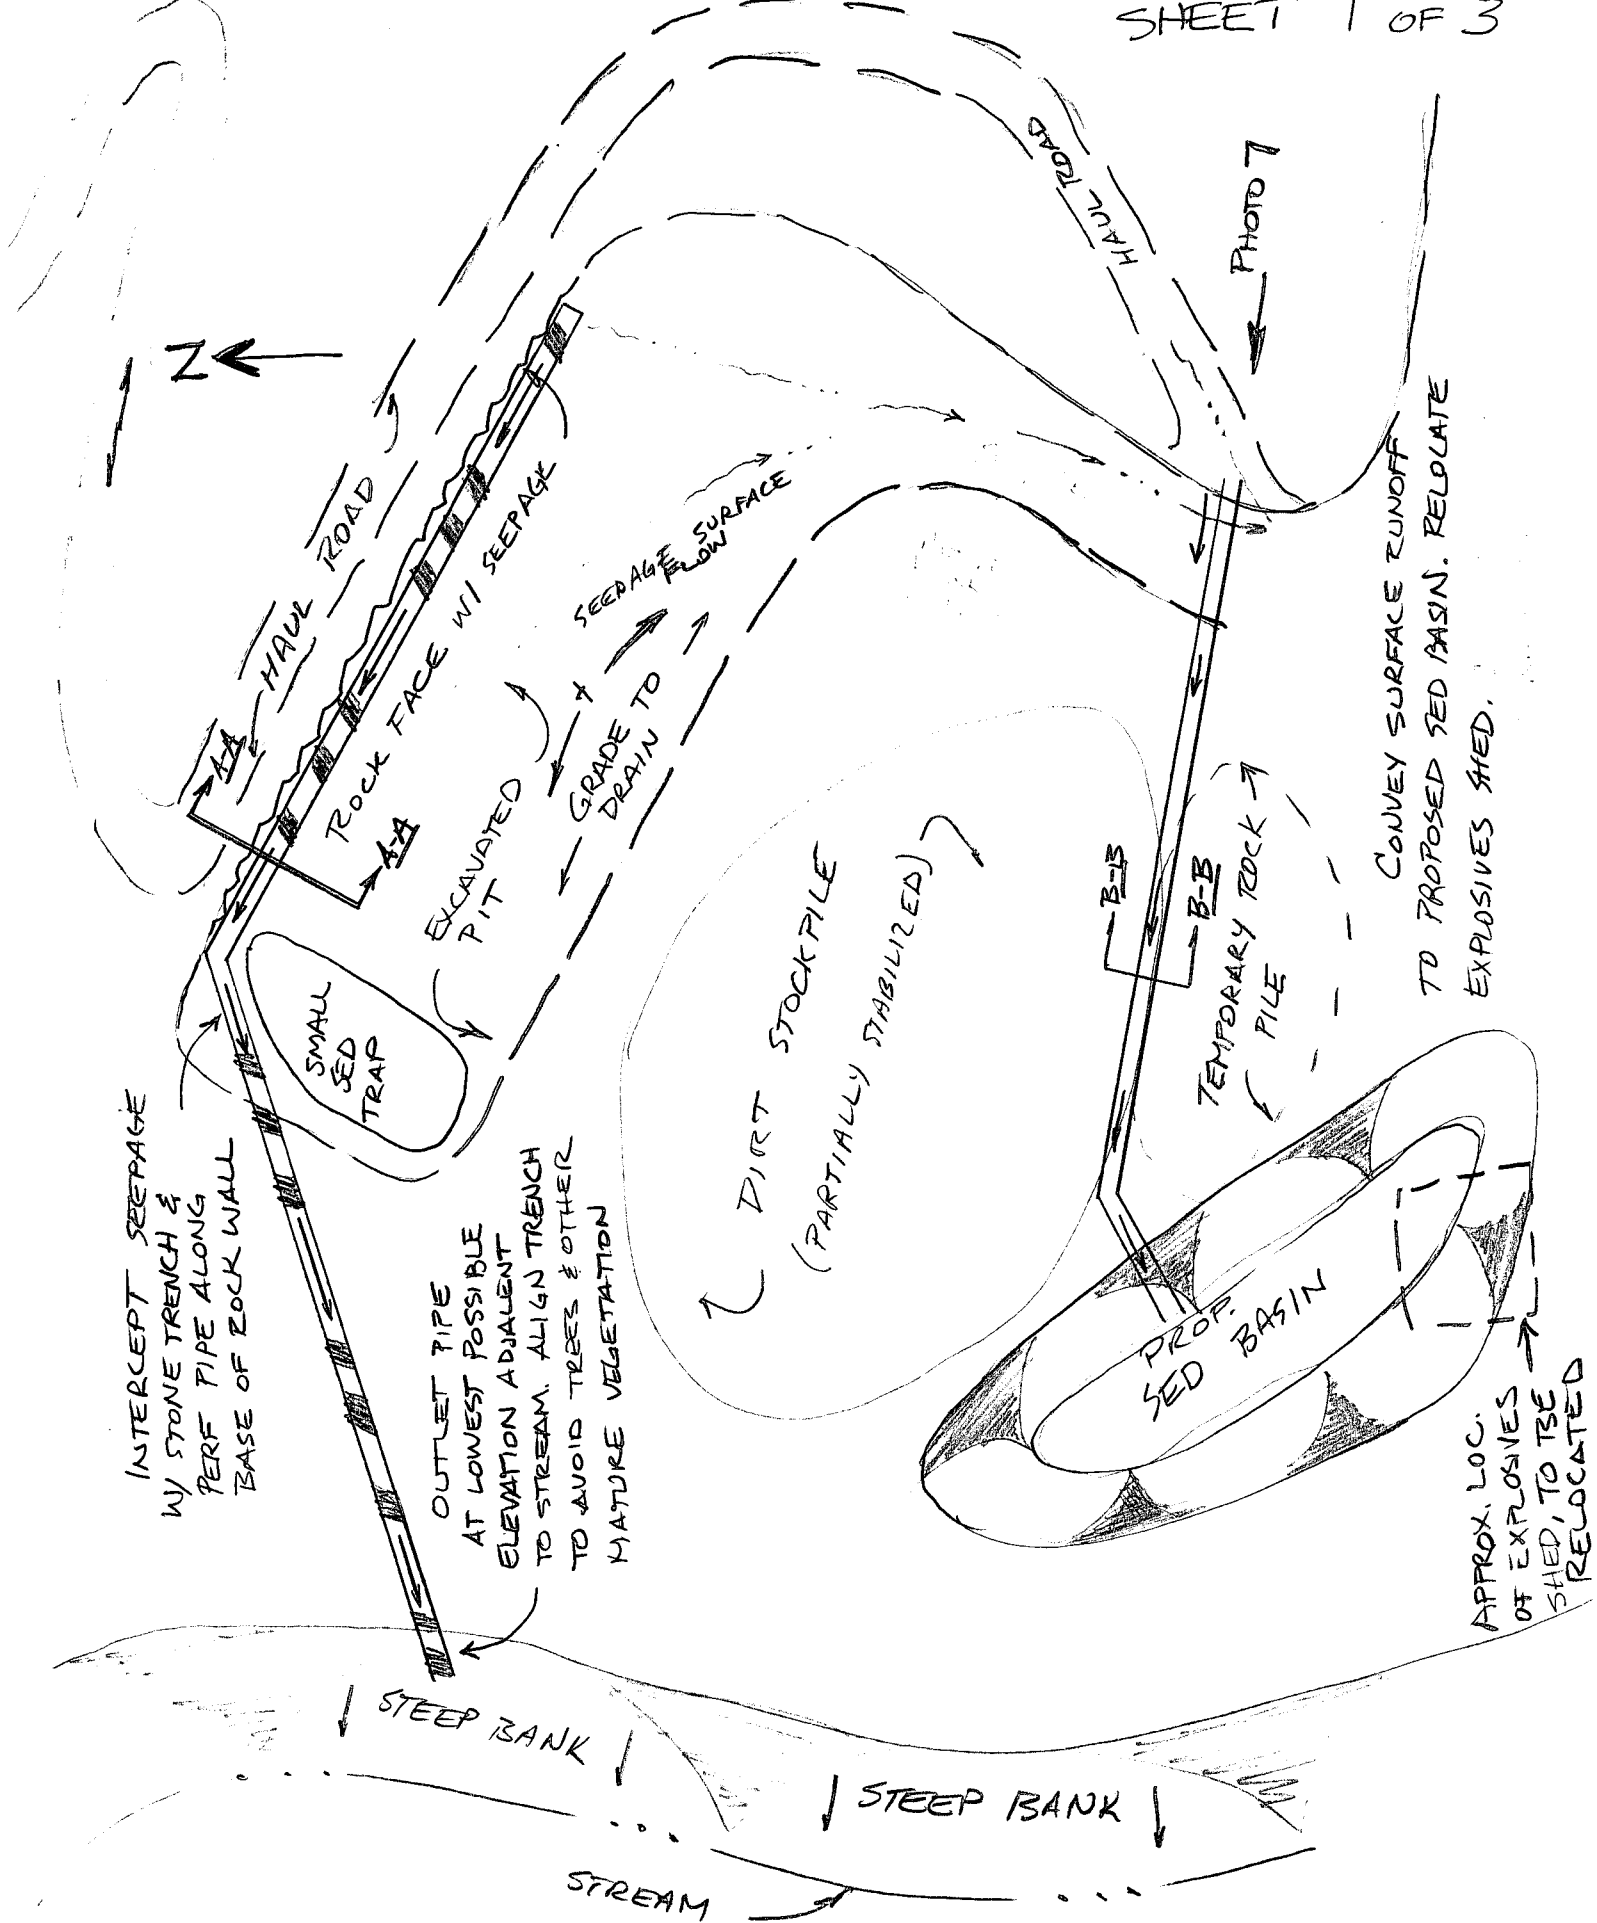 SHEET 1 OF 3
HAUL ROAD
PHOTO 7
N
HAUL ROAD
A-A
A-A
ROCK FACE W/ SEEPAGE
SEEPAGE SURFACE
FLOW
EXCAVATED
PIT
GRADE TO
DRAIN
SMALL
SED
TRAP
INTERCEPT SEEPAGE
W/ STONE TRENCH &
PERF PIPE ALONG
BASE OF ROCK WALL
OUTLET PIPE
AT LOWEST POSSIBLE
ELEVATION ADJACENT
TO STREAM. ALIGN TRENCH
TO AVOID TREES & OTHER
MATURE VEGETATION
DIRT STOCKPILE
(PARTIALLY STABILIZED)
B-B
B-B
TEMPORARY ROCK
PILE
CONVEY SURFACE RUNOFF
TO PROPOSED SED BASIN. RELOCATE
EXPLOSIVES SHED.
PROP.
SED BASIN
APPROX. LOC.
OF EXPLOSIVES
SHED, TO BE
RELOCATED
STEEP BANK
STEEP BANK
STREAM